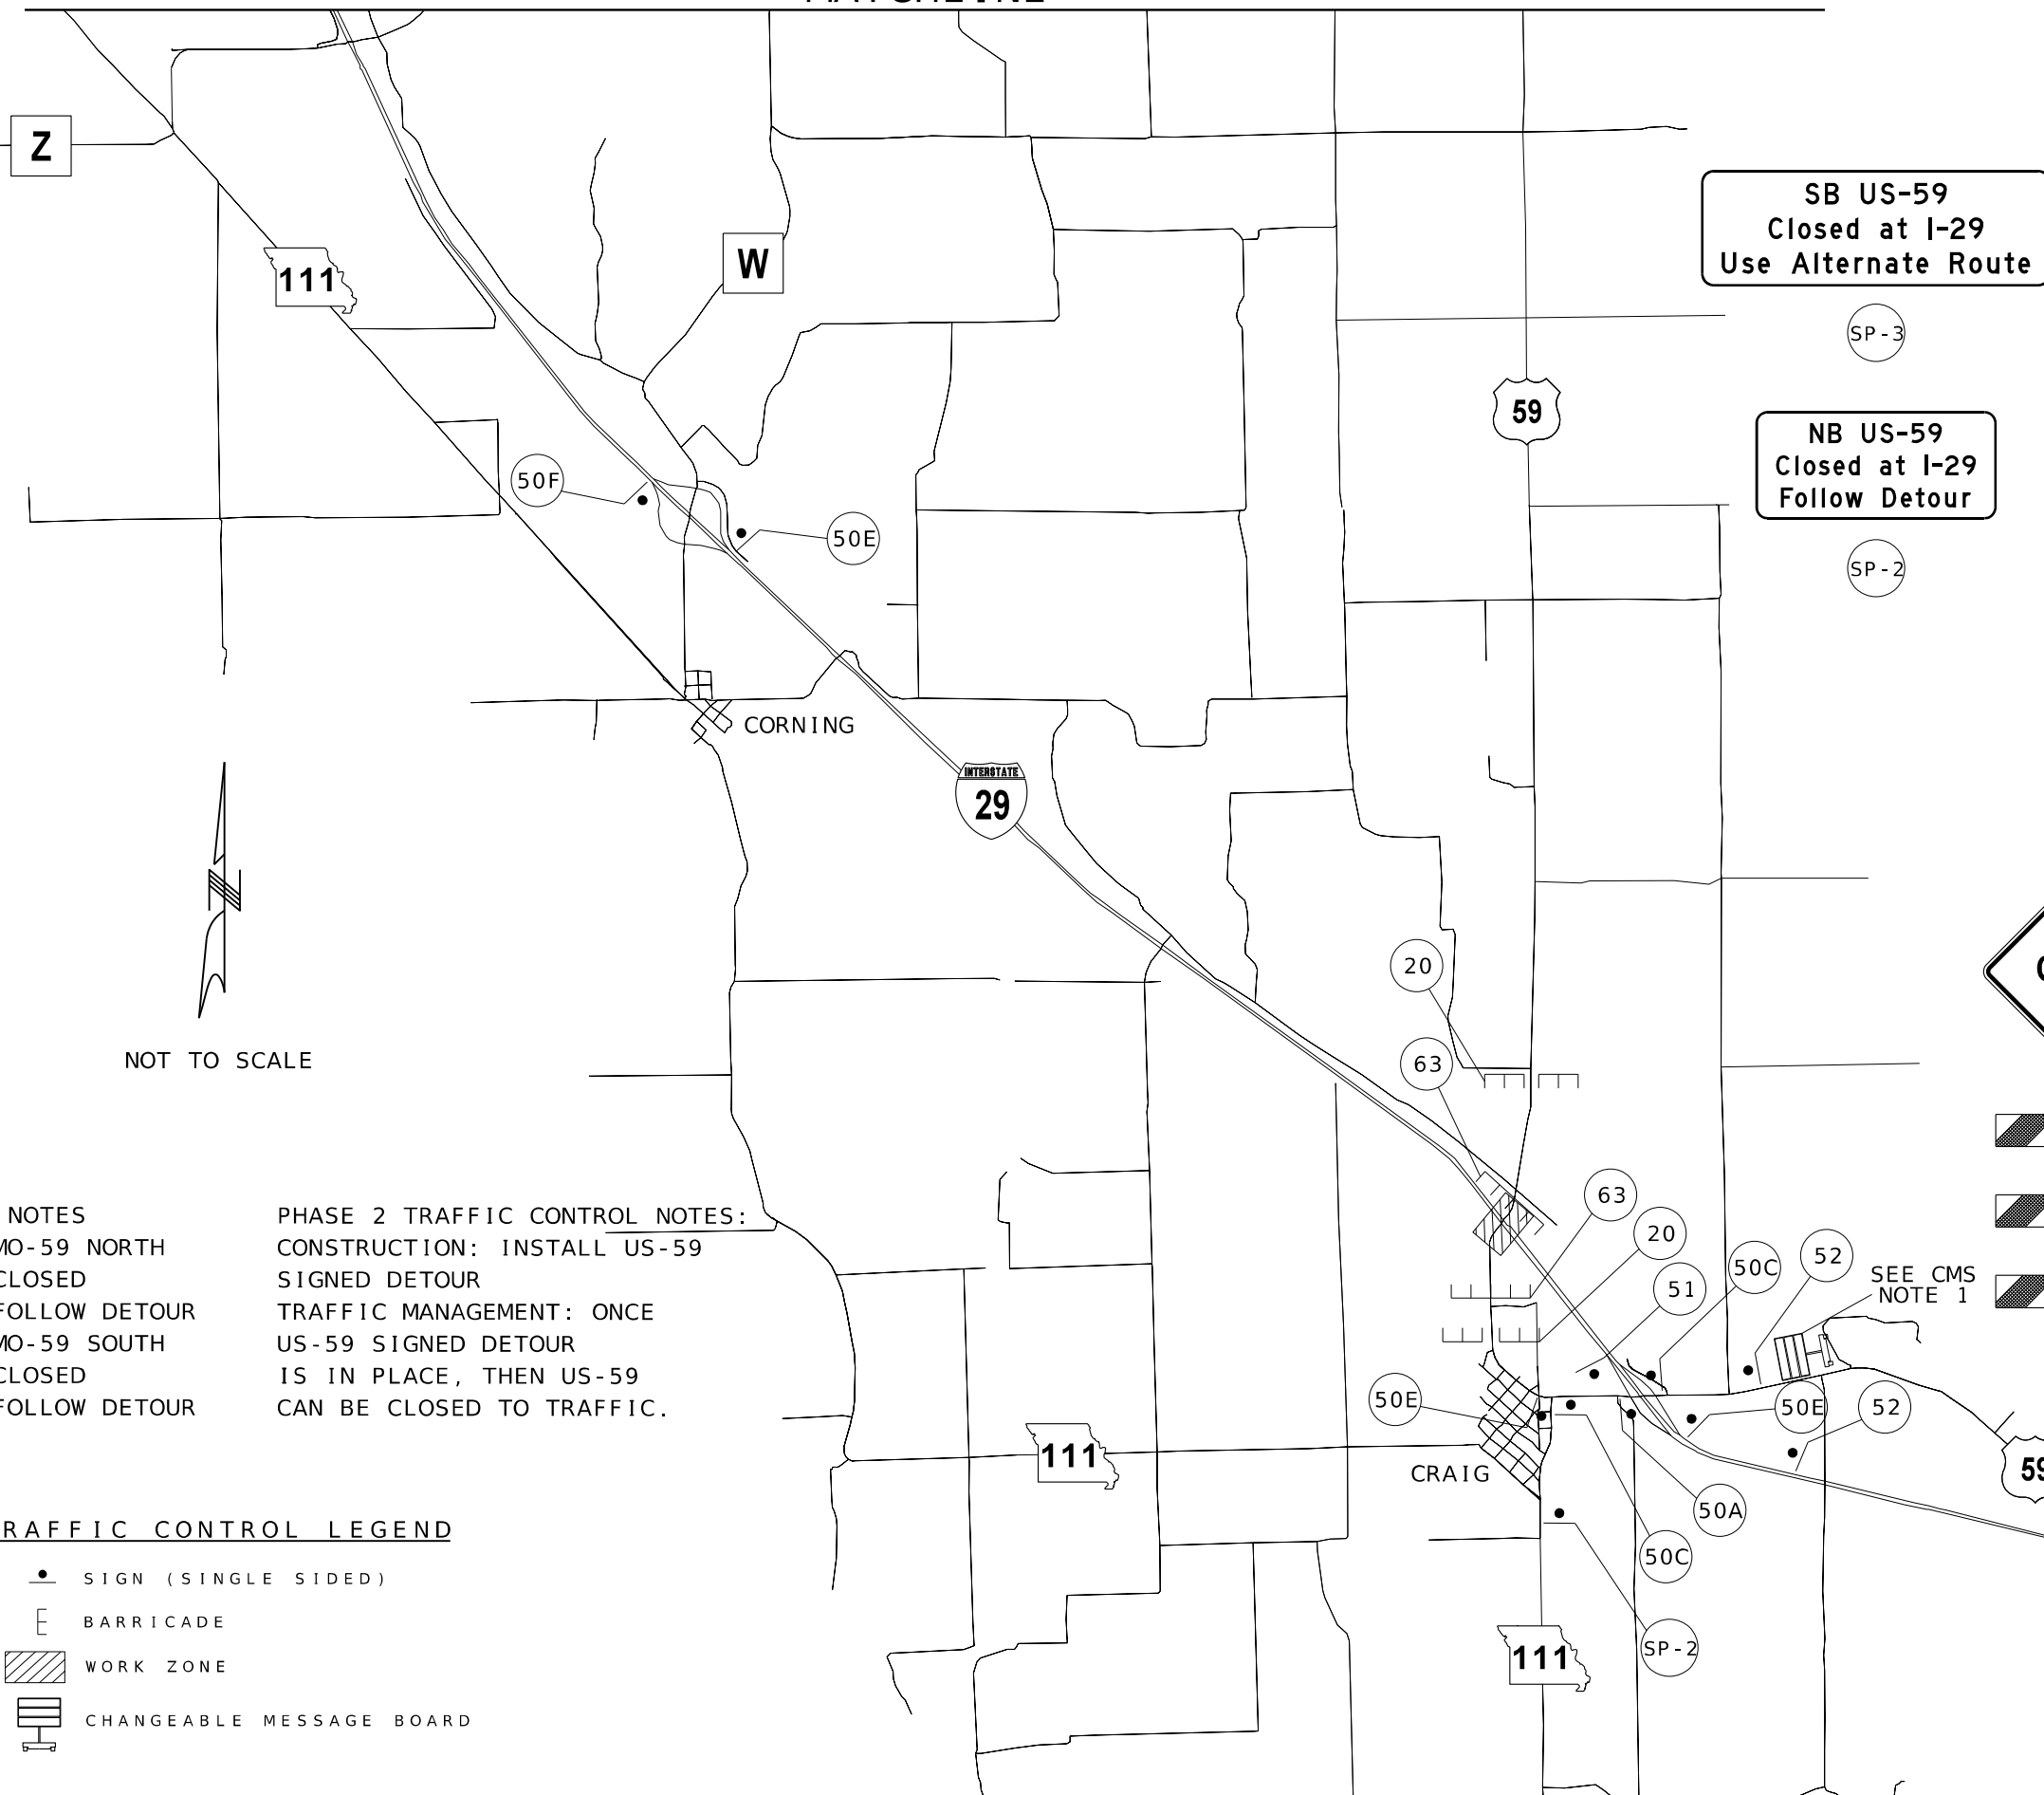 Z
111
W
SB US-59
Closed at I-29
Use Alternate Route
SP-3
59
NB US-59
Closed at I-29
Follow Detour
SP-2
50F
50E
CORNING
INTERSTATE
29
N
NOT TO SCALE
20
63
NOTES
MO-59 NORTH
CLOSED
FOLLOW DETOUR
MO-59 SOUTH
CLOSED
FOLLOW DETOUR
PHASE 2 TRAFFIC CONTROL NOTES:
CONSTRUCTION: INSTALL US-59
SIGNED DETOUR
TRAFFIC MANAGEMENT: ONCE
US-59 SIGNED DETOUR
IS IN PLACE, THEN US-59
CAN BE CLOSED TO TRAFFIC.
63
20
51
50C
52
SEE CMS
NOTE 1
50E
50E
52
CRAIG
111
59
50A
50C
SP-2
111
RAFFIC CONTROL LEGEND
SIGN (SINGLE SIDED)
BARRICADE
WORK ZONE
CHANGEABLE MESSAGE BOARD